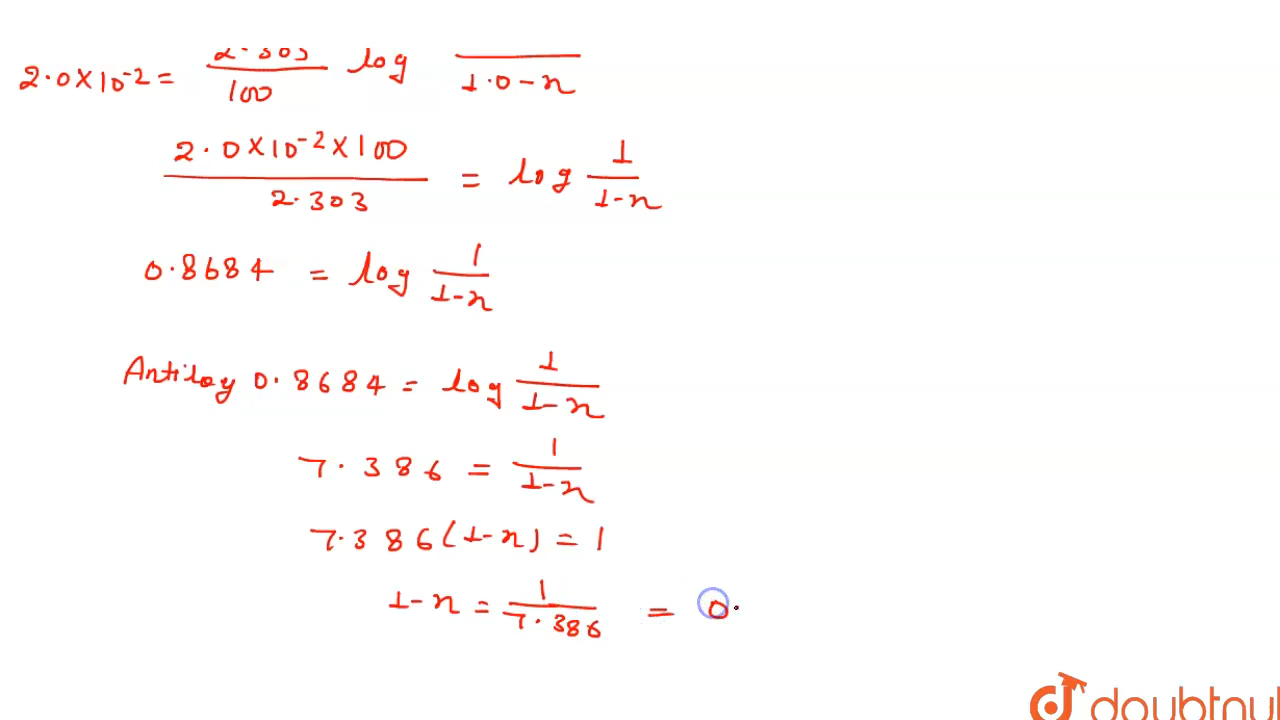 2.0×10⁻² = 2.303/100 log 1.0-x
2.0×10⁻²×100/2.303 = log 1/1-x
0.8684 = log 1/1-x
Antilog 0.8684 = log 1/1-x
7.386 = 1/1-x
7.386(1-x) = 1
1-x = 1/7.386 = 0.
doubtnut